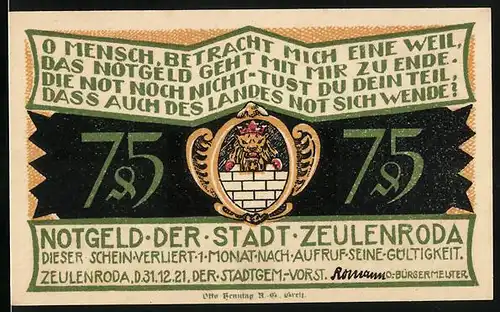 O MENSCH, BETRACHT MICH EINE WEIL,
DAS NOTGELD GEHT MIT MIR ZU ENDE.
DIE NOT NOCH NICHT-TUST DU DEIN TEIL,
DASS AUCH DES LANDES NOT SICH WENDE?
75 ₰ 75 ₰
NOTGELD·DER·STADT·ZEULENRODA
DIESER SCHEIN·VERLIERT·1·MONAT·NACH·AUFRUF·SEINE·GÜLTIGKEIT.
ZEULENRODA, D.31.12.21, DER STADTGEM.-VORST. Romann O.-BÜRGERMEISTER
Otto Henning A.-G. Greiz.